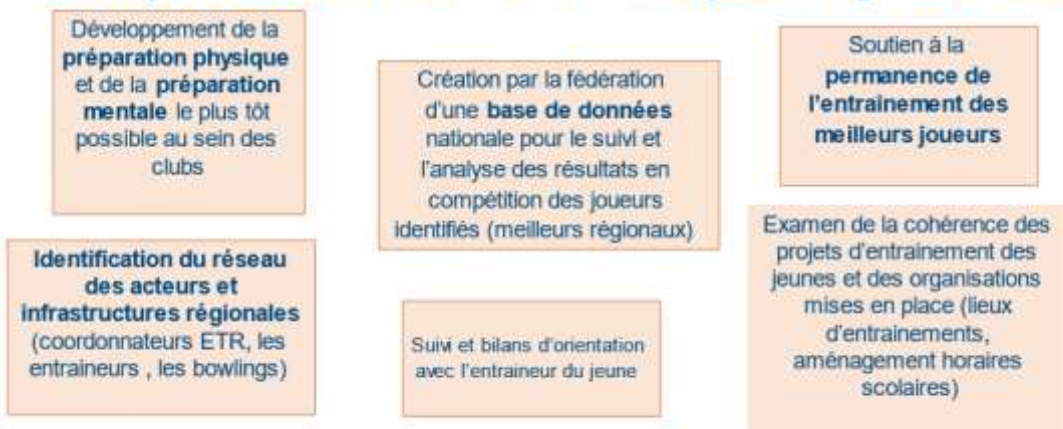 Développement de la
préparation physique
et de la préparation
mentale le plus tôt
possible au sein des
clubs
Création par la fédération
d'une base de données
nationale pour le suivi et
l'analyse des résultats en
compétition des joueurs
identifiés (meilleurs régionaux)
Soutien à la
permanence de
l'entrainement des
meilleurs joueurs
Identification du réseau
des acteurs et
infrastructures régionales
(coordonnateurs ETR, les
entraineurs , les bowlings)
Suivi et bilans d'orientation
avec l'entraineur du jeune
Examen de la cohérence des
projets d'entrainement des
jeunes et des organisations
mises en place (lieux
d'entrainements,
aménagement horaires
scolaires)